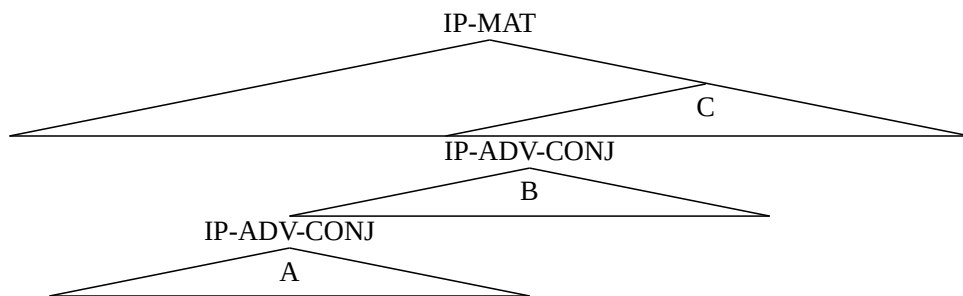 IP-MAT
C
IP-ADV-CONJ
B
IP-ADV-CONJ
A